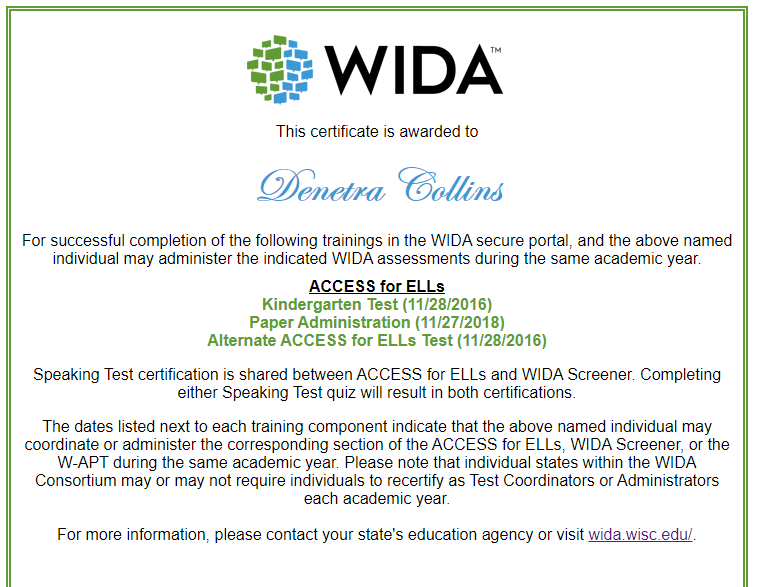 WIDA™
This certificate is awarded to
Denetra Collins
For successful completion of the following trainings in the WIDA secure portal, and the above named
individual may administer the indicated WIDA assessments during the same academic year.
ACCESS for ELLs
Kindergarten Test (11/28/2016)
Paper Administration (11/27/2018)
Alternate ACCESS for ELLs Test (11/28/2016)
Speaking Test certification is shared between ACCESS for ELLs and WIDA Screener. Completing
either Speaking Test quiz will result in both certifications.
The dates listed next to each training component indicate that the above named individual may
coordinate or administer the corresponding section of the ACCESS for ELLs, WIDA Screener, or the
W-APT during the same academic year. Please note that individual states within the WIDA
Consortium may or may not require individuals to recertify as Test Coordinators or Administrators
each academic year.
For more information, please contact your state's education agency or visit wida.wisc.edu/.